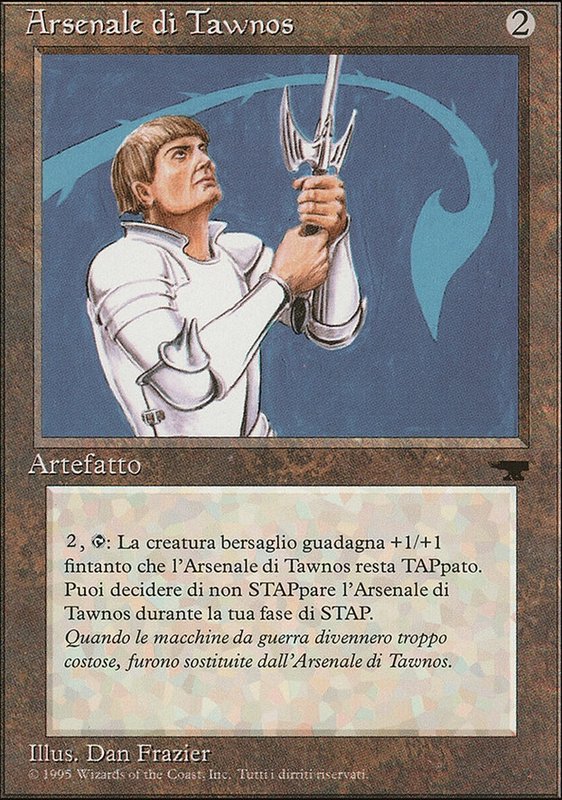 Arsenale di Tawnos 2
Artefatto
2, : La creatura bersaglio guadagna +1/+1
fintanto che l'Arsenale di Tawnos resta TAPpato.
Puoi decidere di non STAPpare l'Arsenale di
Tawnos durante la tua fase di STAP.
Quando le macchine da guerra divennero troppo
costose, furono sostituite dall'Arsenale di Tawnos.
Illus. Dan Frazier
© 1995 Wizards of the Coast, Inc. Tutti i dirriti riservati.